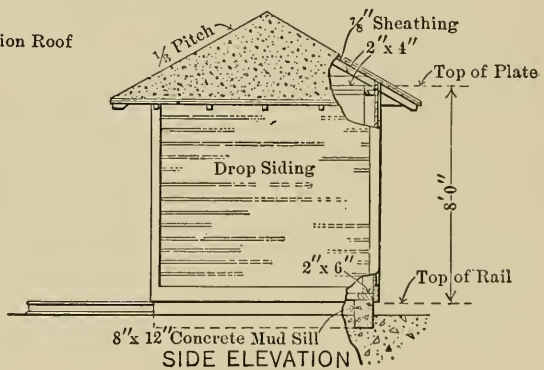 ion Roof
1/3 Pitch
7/8" Sheathing
2" x 4"
Top of Plate
Drop Siding
8'-0"
2" x 6"
Top of Rail
8" x 12" Concrete Mud Sill
SIDE ELEVATION